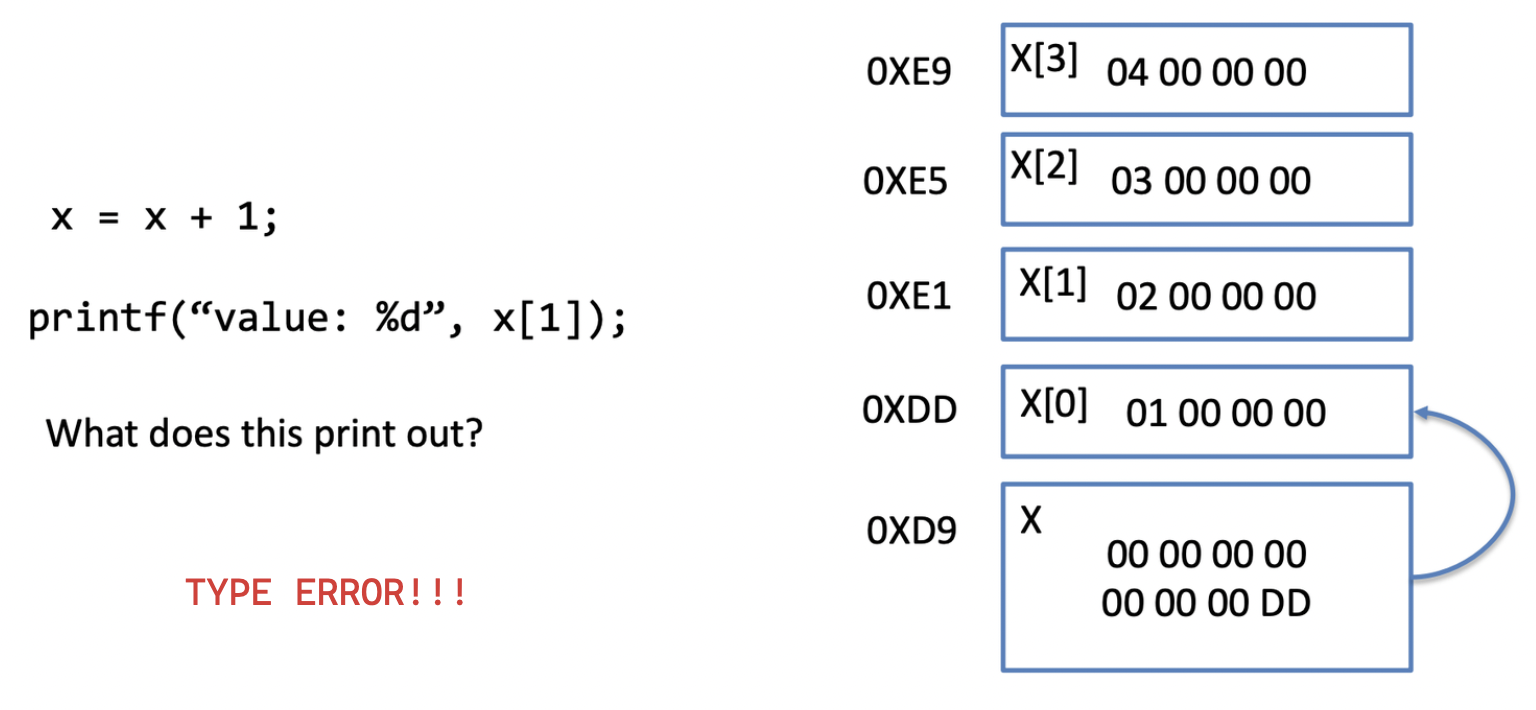 x = x + 1;
printf(“value: %d”, x[1]);
What does this print out?
TYPE ERROR!!!
0XE9
X[3] 04 00 00 00
0XE5
X[2] 03 00 00 00
0XE1
X[1] 02 00 00 00
0XDD
X[0] 01 00 00 00
0XD9
X
00 00 00 00
00 00 00 DD